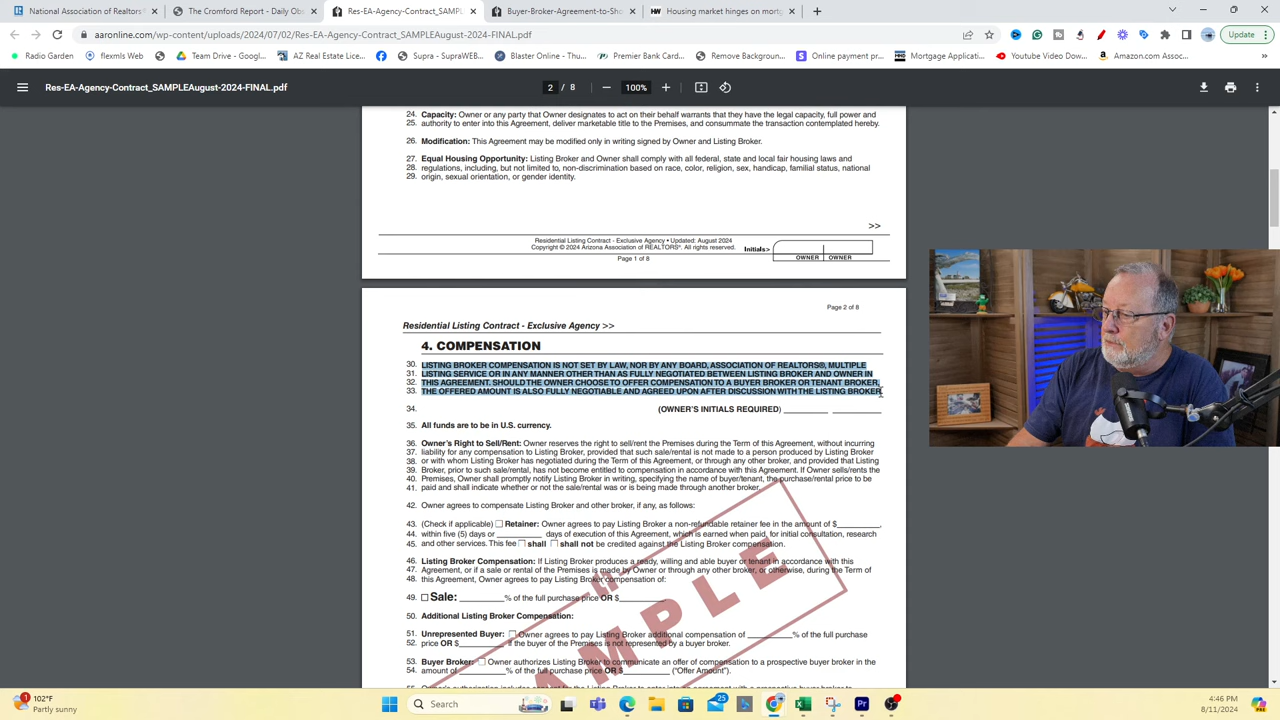 Res-EA-Agency-Contract_SAMPLEAugust-2024-FINAL.pdf
The Cromford Report - Daily Obs
Res-EA-Agency-Contract_SAMPL
Buyer-Broker-Agreement-to-Sho
HW Housing market hinges on mort
aaronline.com/wp-content/uploads/2024/07/02/Res-EA-Agency-Contract_SAMPLEAugust-2024-FINAL.pdf
Update
Radio Garden
flexmls Web
Team Drive - Googl...
AZ Real Estate Lice...
Supra - SupraWEB...
Blaster Online - Thu...
Premier Bank Card...
Remove Backgroun...
Online payment pr...
Mortgage Applicati...
Youtube Video Dow...
Amazon.com Assoc...
Res-EA-Agency-Contract_SAMPLEAugust-2024-FINAL.pdf
2 / 8
100%
24. Capacity: Owner or any party that Owner designates to act on their behalf warrants that they have the legal capacity, full power and
25. authority to enter into this Agreement, deliver marketable title to the Premises, and consummate the transaction contemplated hereby.
26. Modification: This Agreement may be modified only in writing signed by Owner and Listing Broker.
27. Equal Housing Opportunity: Listing Broker and Owner shall comply with all federal, state and local fair housing laws and
28. regulations, including, but not limited to, non-discrimination based on race, color, religion, sex, handicap, familial status, national
29. origin, sexual orientation, or gender identity.
>>
Residential Listing Contract - Exclusive Agency • Updated: August 2024
Copyright © 2024 Arizona Association of REALTORS®. All rights reserved.
Initials>
OWNER OWNER
Page 1 of 8
Page 2 of 8
Residential Listing Contract - Exclusive Agency >>
4. COMPENSATION
30. LISTING BROKER COMPENSATION IS NOT SET BY LAW, NOR BY ANY BOARD, ASSOCIATION OF REALTORS®, MULTIPLE
31. LISTING SERVICE OR IN ANY MANNER OTHER THAN AS FULLY NEGOTIATED BETWEEN LISTING BROKER AND OWNER IN
32. THIS AGREEMENT. SHOULD THE OWNER CHOOSE TO OFFER COMPENSATION TO A BUYER BROKER OR TENANT BROKER,
33. THE OFFERED AMOUNT IS ALSO FULLY NEGOTIABLE AND AGREED UPON AFTER DISCUSSION WITH THE LISTING BROKER.
34. (OWNER'S INITIALS REQUIRED)
35. All funds are to be in U.S. currency.
36. Owner's Right to Sell/Rent: Owner reserves the right to sell/rent the Premises during the Term of this Agreement, without incurring
37. liability for any compensation to Listing Broker, provided that such sale/rental is not made to a person produced by Listing Broker
38. or with whom Listing Broker has negotiated during the Term of this Agreement, or through any other broker, and provided that Listing
39. Broker, prior to such sale/rental, has not become entitled to compensation in accordance with this Agreement. If Owner sells/rents the
40. Premises, Owner shall promptly notify Listing Broker in writing, specifying the name of buyer/tenant, the purchase/rental price to be
41. paid and shall indicate whether or not the sale/rental was or is being made through another broker.
42. Owner agrees to compensate Listing Broker and other broker, if any, as follows:
43. (Check if applicable) Retainer: Owner agrees to pay Listing Broker a non-refundable retainer fee in the amount of $
44. within five (5) days or days of execution of this Agreement, which is earned when paid, for initial consultation, research
45. and other services. This fee shall shall not be credited against the Listing Broker compensation.
46. Listing Broker Compensation: If Listing Broker produces a ready, willing and able buyer or tenant in accordance with this
47. Agreement, or if a sale or rental of the Premises is made by Owner or through any other broker, or otherwise, during the Term of
48. this Agreement, Owner agrees to pay Listing Broker compensation of:
49. Sale: % of the full purchase price OR $
50. Additional Listing Broker Compensation:
51. Unrepresented Buyer: Owner agrees to pay Listing Broker additional compensation of % of the full purchase
52. price OR $ if the buyer of the Premises is not represented by a buyer broker.
53. Buyer Broker: Owner authorizes Listing Broker to communicate an offer of compensation to a prospective buyer broker in the
54. amount of % of the full purchase price OR $ ("Offer Amount").
AMPLE
102°F
Partly sunny
Search
25
4:46 PM
8/11/2024